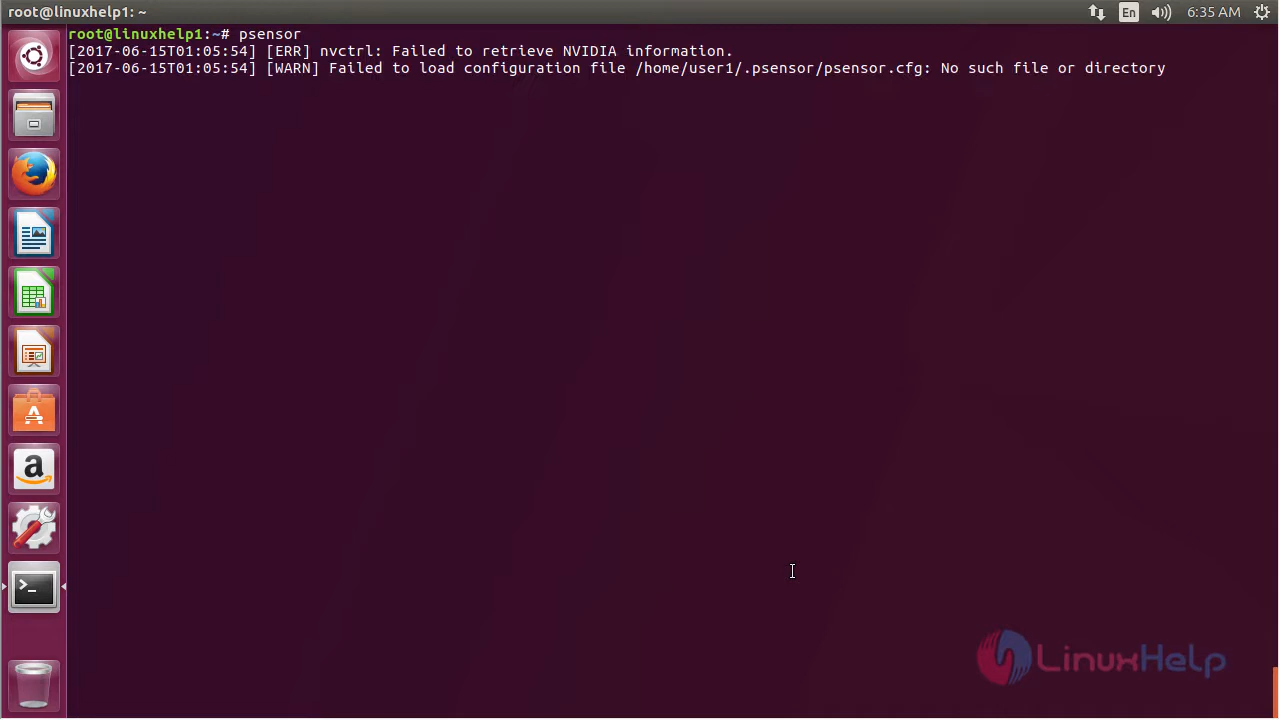 root@linuxhelp1: ~
En
6:35 AM
root@linuxhelp1:~# psensor
[2017-06-15T01:05:54] [ERR] nvctrl: Failed to retrieve NVIDIA information.
[2017-06-15T01:05:54] [WARN] Failed to load configuration file /home/user1/.psensor/psensor.cfg: No such file or directory
LinuxHelp